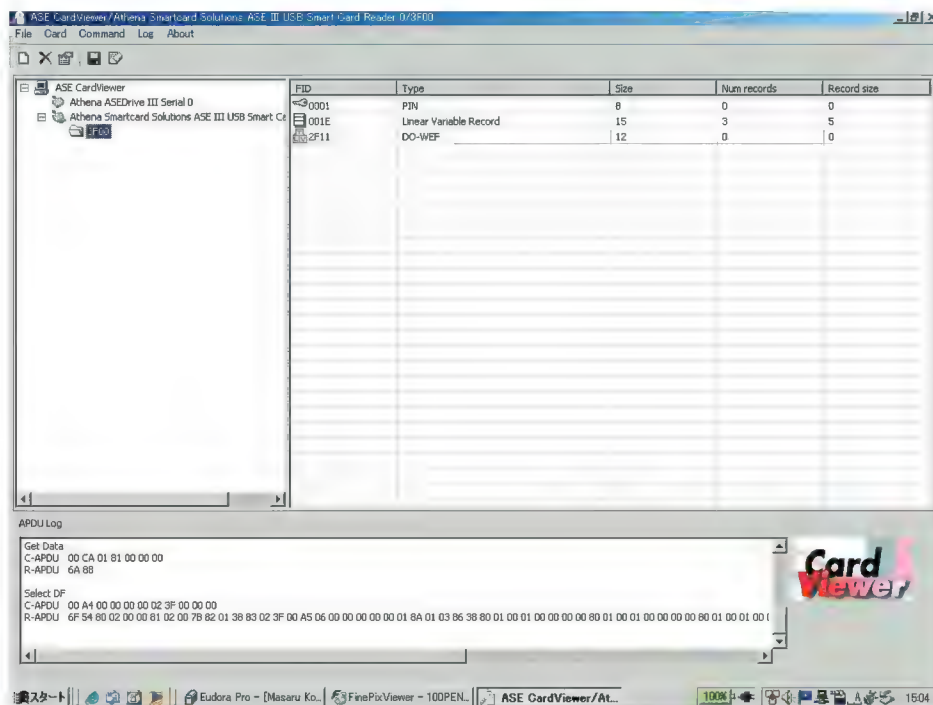 ASE CardViewer/Athena Smartcard Solutions ASE III USB Smart Card Reader 0/3F00
File Card Command Log About
ASE CardViewer
Athena ASEDrive III Serial 0
Athena Smartcard Solutions ASE III USB Smart Ca
3F00
FID Type Size Num records Record size
0001 PIN 8 0 0
001E Linear Variable Record 15 3 5
2F11 DO-WEF 12 0 0
APDU Log
Get Data
C-APDU 00 CA 01 81 00 00 00
R-APDU 6A 88
Select DF
C-APDU 00 A4 00 00 00 00 02 3F 00 00 00
R-APDU 6F 54 80 02 00 00 81 02 00 7B 82 01 38 83 02 3F 00 A5 06 00 00 00 00 00 01 8A 01 03 86 38 80 01 00 01 00 00 00 00 80 01 00 01 00 00 00 00 80 01 00 01 00
Card Viewer
スタート Eudora Pro - [Masaru Ko... FinePixViewer - 100PEN... ASE CardViewer/At... 100% A 15:04